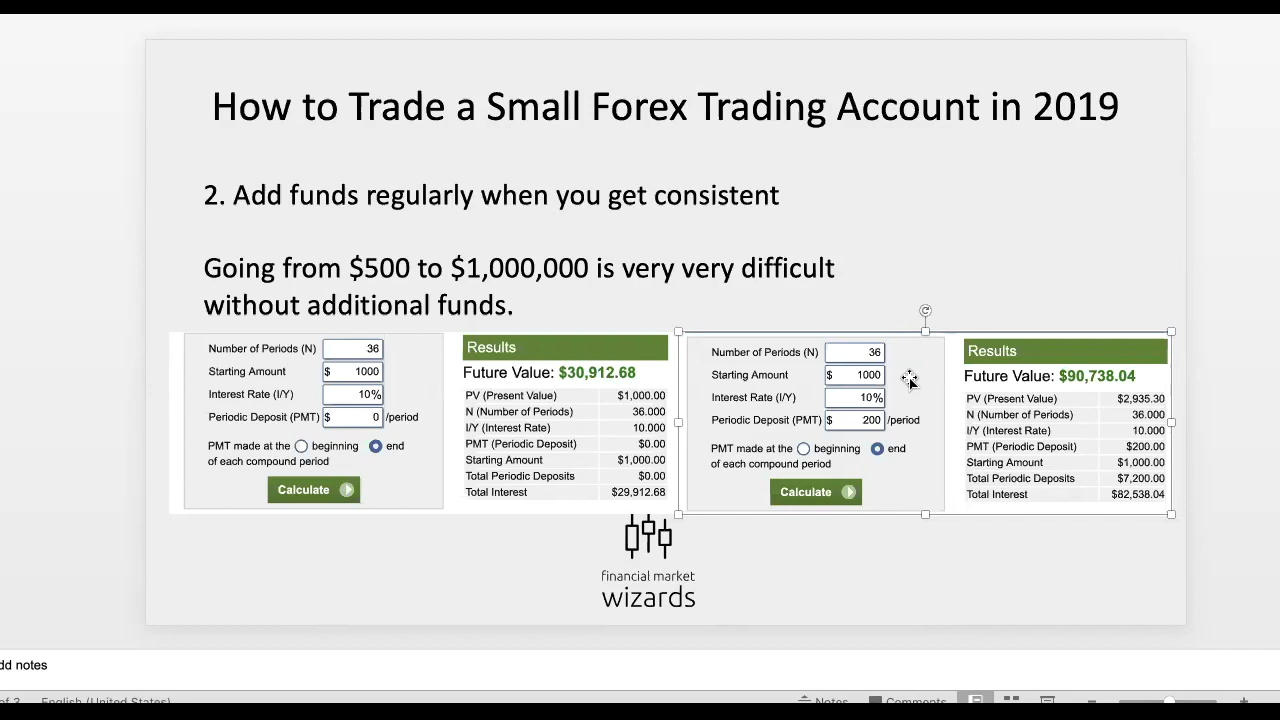 How to Trade a Small Forex Trading Account in 2019
2. Add funds regularly when you get consistent
Going from $500 to $1,000,000 is very very difficult
without additional funds.
Number of Periods (N) 36
Starting Amount $ 1000
Interest Rate (I/Y) 10%
Periodic Deposit (PMT) $ 0 /period
PMT made at the beginning end
of each compound period
Calculate
Results
Future Value: $30,912.68
PV (Present Value) $1,000.00
N (Number of Periods) 36.000
I/Y (Interest Rate) 10.000
PMT (Periodic Deposit) $0.00
Starting Amount $1,000.00
Total Periodic Deposits $0.00
Total Interest $29,912.68
Number of Periods (N) 36
Starting Amount $ 1000
Interest Rate (I/Y) 10%
Periodic Deposit (PMT) $ 200 /period
PMT made at the beginning end
of each compound period
Calculate
Results
Future Value: $90,738.04
PV (Present Value) $2,935.30
N (Number of Periods) 36.000
I/Y (Interest Rate) 10.000
PMT (Periodic Deposit) $200.00
Starting Amount $1,000.00
Total Periodic Deposits $7,200.00
Total Interest $82,538.04
financial market
wizards
dd notes
of 3 English (United States) Notes Comments